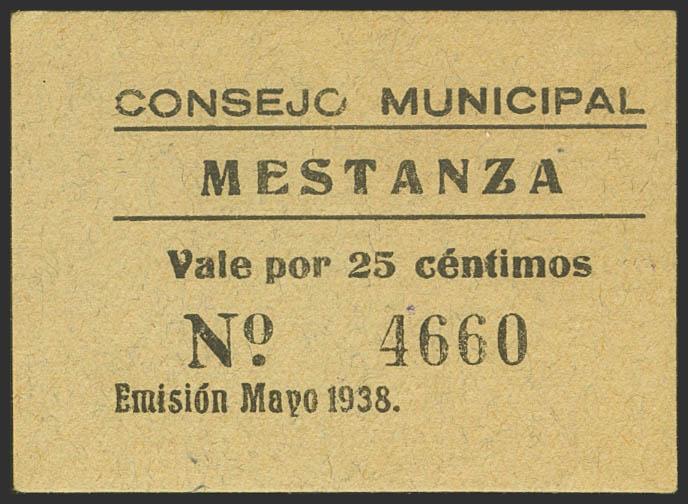 CONSEJO MUNICIPAL
MESTANZA
Vale por 25 céntimos
Nº. 4660
Emisión Mayo 1938.